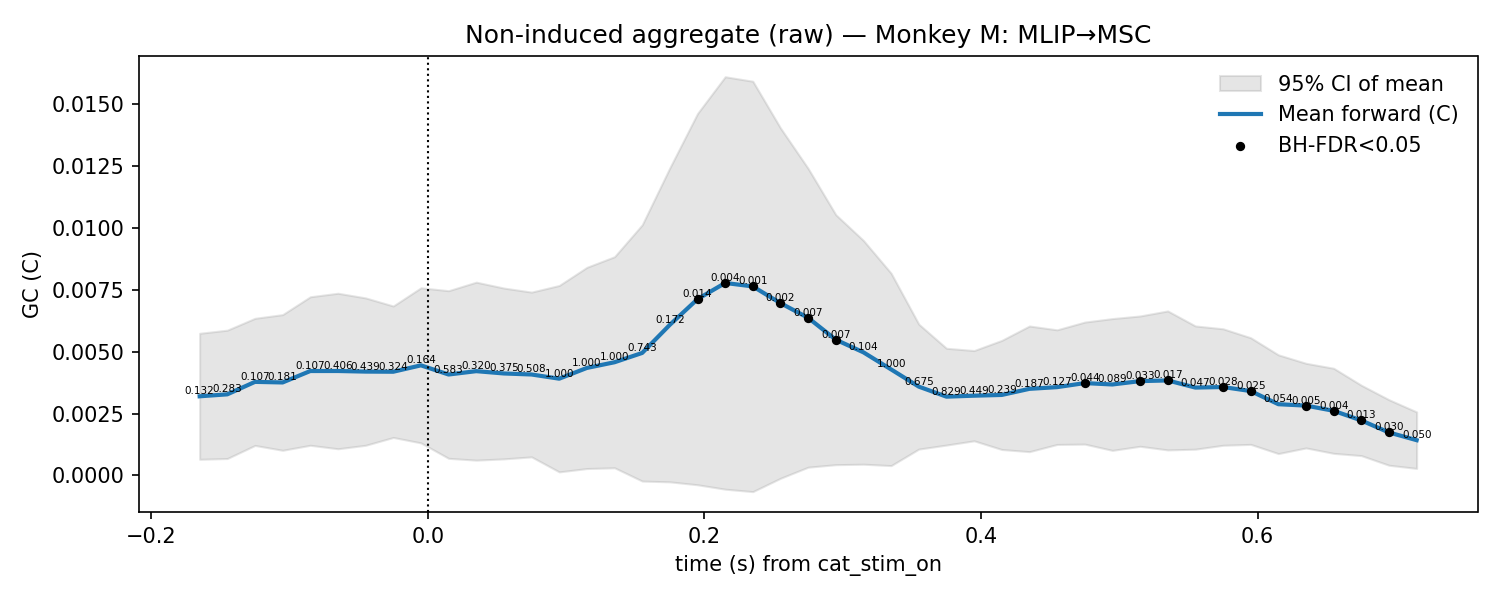 Non-induced aggregate (raw) — Monkey M: MLIP→MSC
GC (C)
0.0150
0.0125
0.0100
0.0075
0.0050
0.0025
0.0000
95% CI of mean
Mean forward (C)
BH-FDR<0.05
0.132 0.283 0.107 0.181 0.107 0.406 0.439 0.324 0.164 0.583 0.320 0.375 0.508 1.000 1.000 1.000 0.743 0.172 0.014 0.004 0.001 0.002 0.007 0.007 0.104 1.000 0.675 0.829 0.449 0.239 0.187 0.127 0.044 0.089 0.033 0.017 0.047 0.028 0.025 0.054 0.005 0.004 0.013 0.030 0.050
−0.2 0.0 0.2 0.4 0.6
time (s) from cat_stim_on